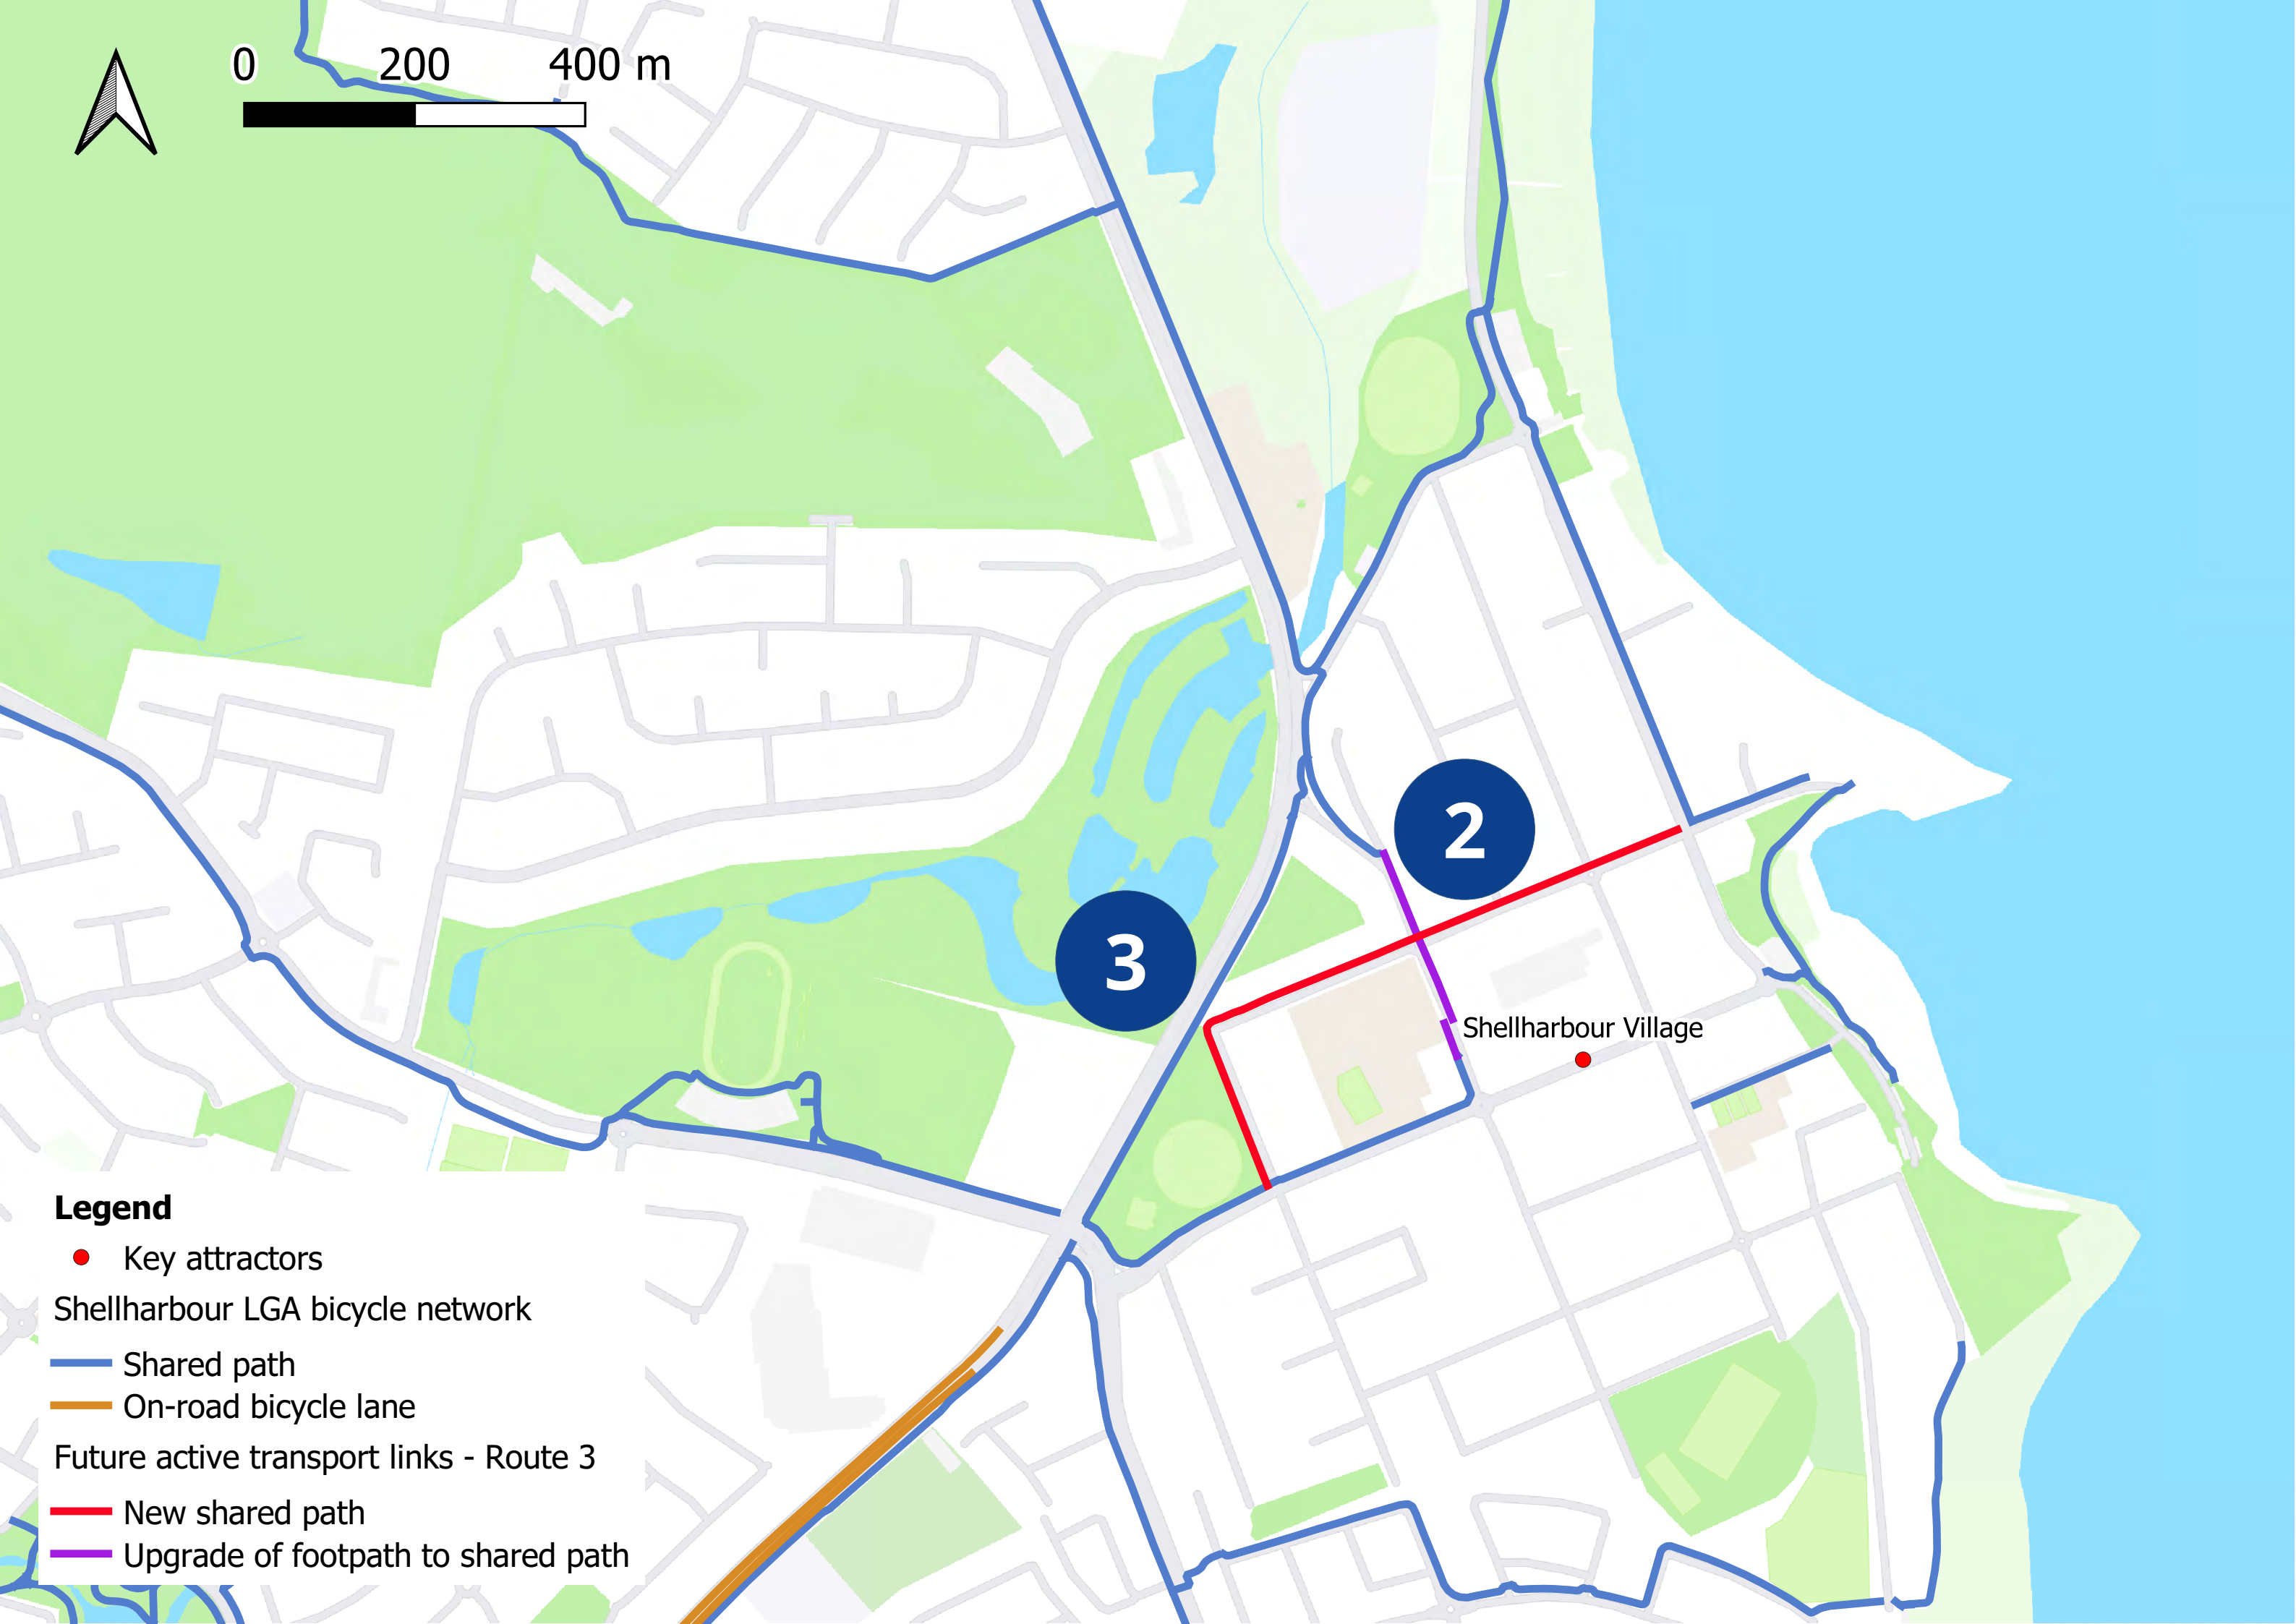 0 200 400 m
2
3
Shellharbour Village
Legend
Key attractors
Shellharbour LGA bicycle network
Shared path
On-road bicycle lane
Future active transport links - Route 3
New shared path
Upgrade of footpath to shared path